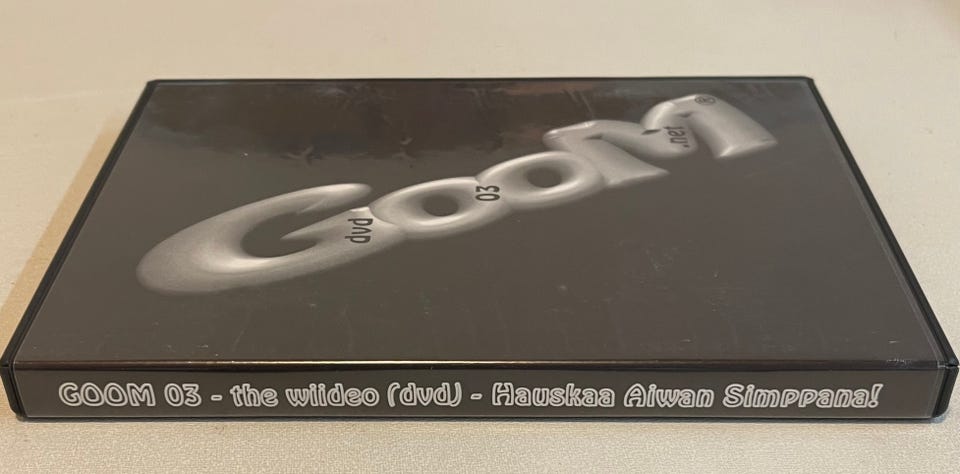 GOOM
dvd
03
.net
®
GOOM 03 - the wiideo (dvd) - Hauskaa Aiwan Simppana!